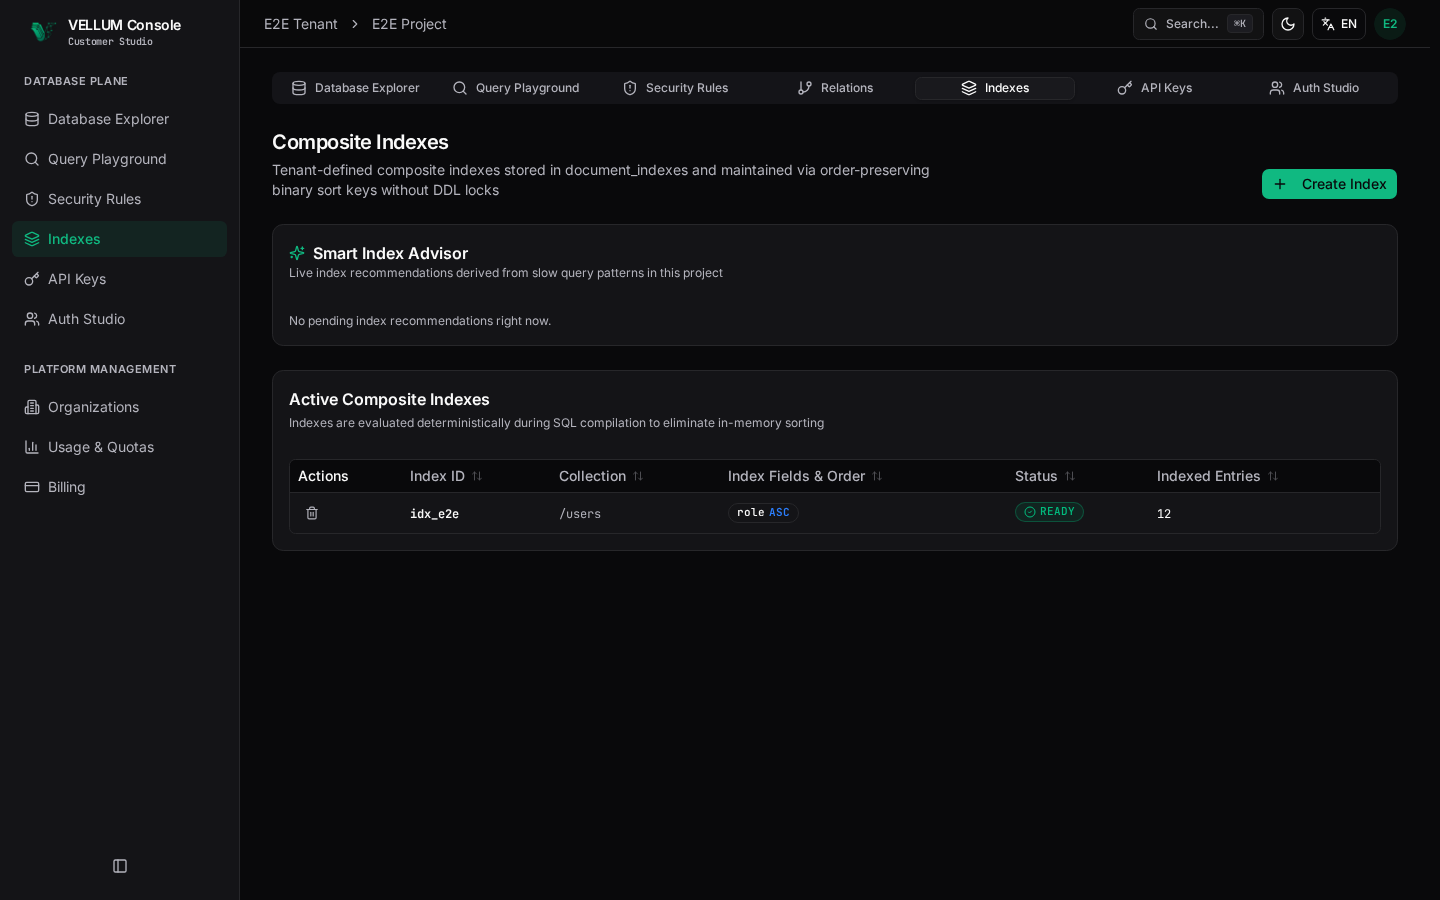 VELLUM Console
Customer Studio
E2E Tenant
E2E Project
Search...
⌘K
EN
E2
DATABASE PLANE
Database Explorer
Query Playground
Security Rules
Indexes
API Keys
Auth Studio
PLATFORM MANAGEMENT
Organizations
Usage & Quotas
Billing
Database Explorer
Query Playground
Security Rules
Relations
Indexes
API Keys
Auth Studio
Composite Indexes
Tenant-defined composite indexes stored in document_indexes and maintained via order-preserving
binary sort keys without DDL locks
Create Index
Smart Index Advisor
Live index recommendations derived from slow query patterns in this project
No pending index recommendations right now.
Active Composite Indexes
Indexes are evaluated deterministically during SQL compilation to eliminate in-memory sorting
Actions Index ID Collection Index Fields & Order Status Indexed Entries
idx_e2e /users role ASC READY 12